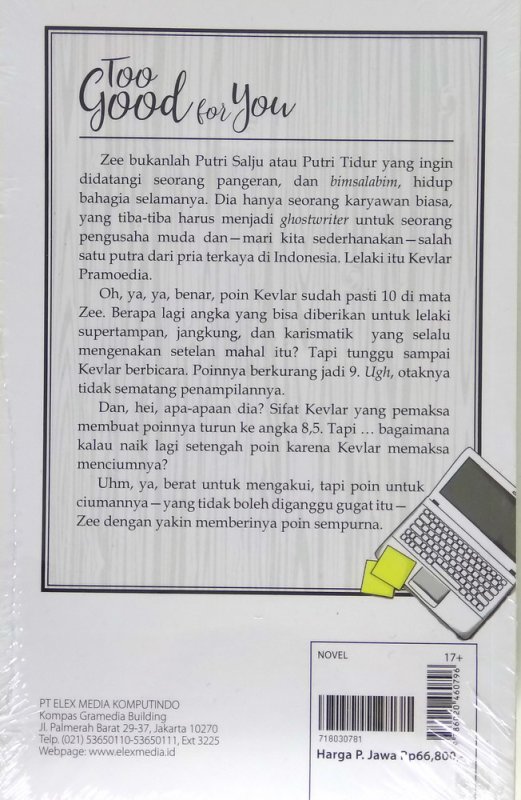 Too
Good for You
Zee bukanlah Putri Salju atau Putri Tidur yang ingin
didatangi seorang pangeran, dan bimsalabim, hidup
bahagia selamanya. Dia hanya seorang karyawan biasa,
yang tiba-tiba harus menjadi ghostwriter untuk seorang
pengusaha muda dan—mari kita sederhanakan—salah
satu putra dari pria terkaya di Indonesia. Lelaki itu Kevlar
Pramoedia.
Oh, ya, ya, benar, poin Kevlar sudah pasti 10 di mata
Zee. Berapa lagi angka yang bisa diberikan untuk lelaki
supertampan, jangkung, dan karismatik yang selalu
mengenakan setelan mahal itu? Tapi tunggu sampai
Kevlar berbicara. Poinnya berkurang jadi 9. Ugh, otaknya
tidak sematang penampilannya.
Dan, hei, apa-apaan dia? Sifat Kevlar yang pemaksa
membuat poinnya turun ke angka 8,5. Tapi ... bagaimana
kalau naik lagi setengah poin karena Kevlar memaksa
menciumnya?
Uhm, ya, berat untuk mengakui, tapi poin untuk
ciumannya—yang tidak boleh diganggu gugat itu—
Zee dengan yakin memberinya poin sempurna.
NOVEL
17+
718030781
Harga P. Jawa Rp66,800,-
PT ELEX MEDIA KOMPUTINDO
Kompas Gramedia Building
Jl. Palmerah Barat 29-37, Jakarta 10270
Telp. (021) 53650110-53650111, Ext 3225
Webpage: www.elexmedia.id